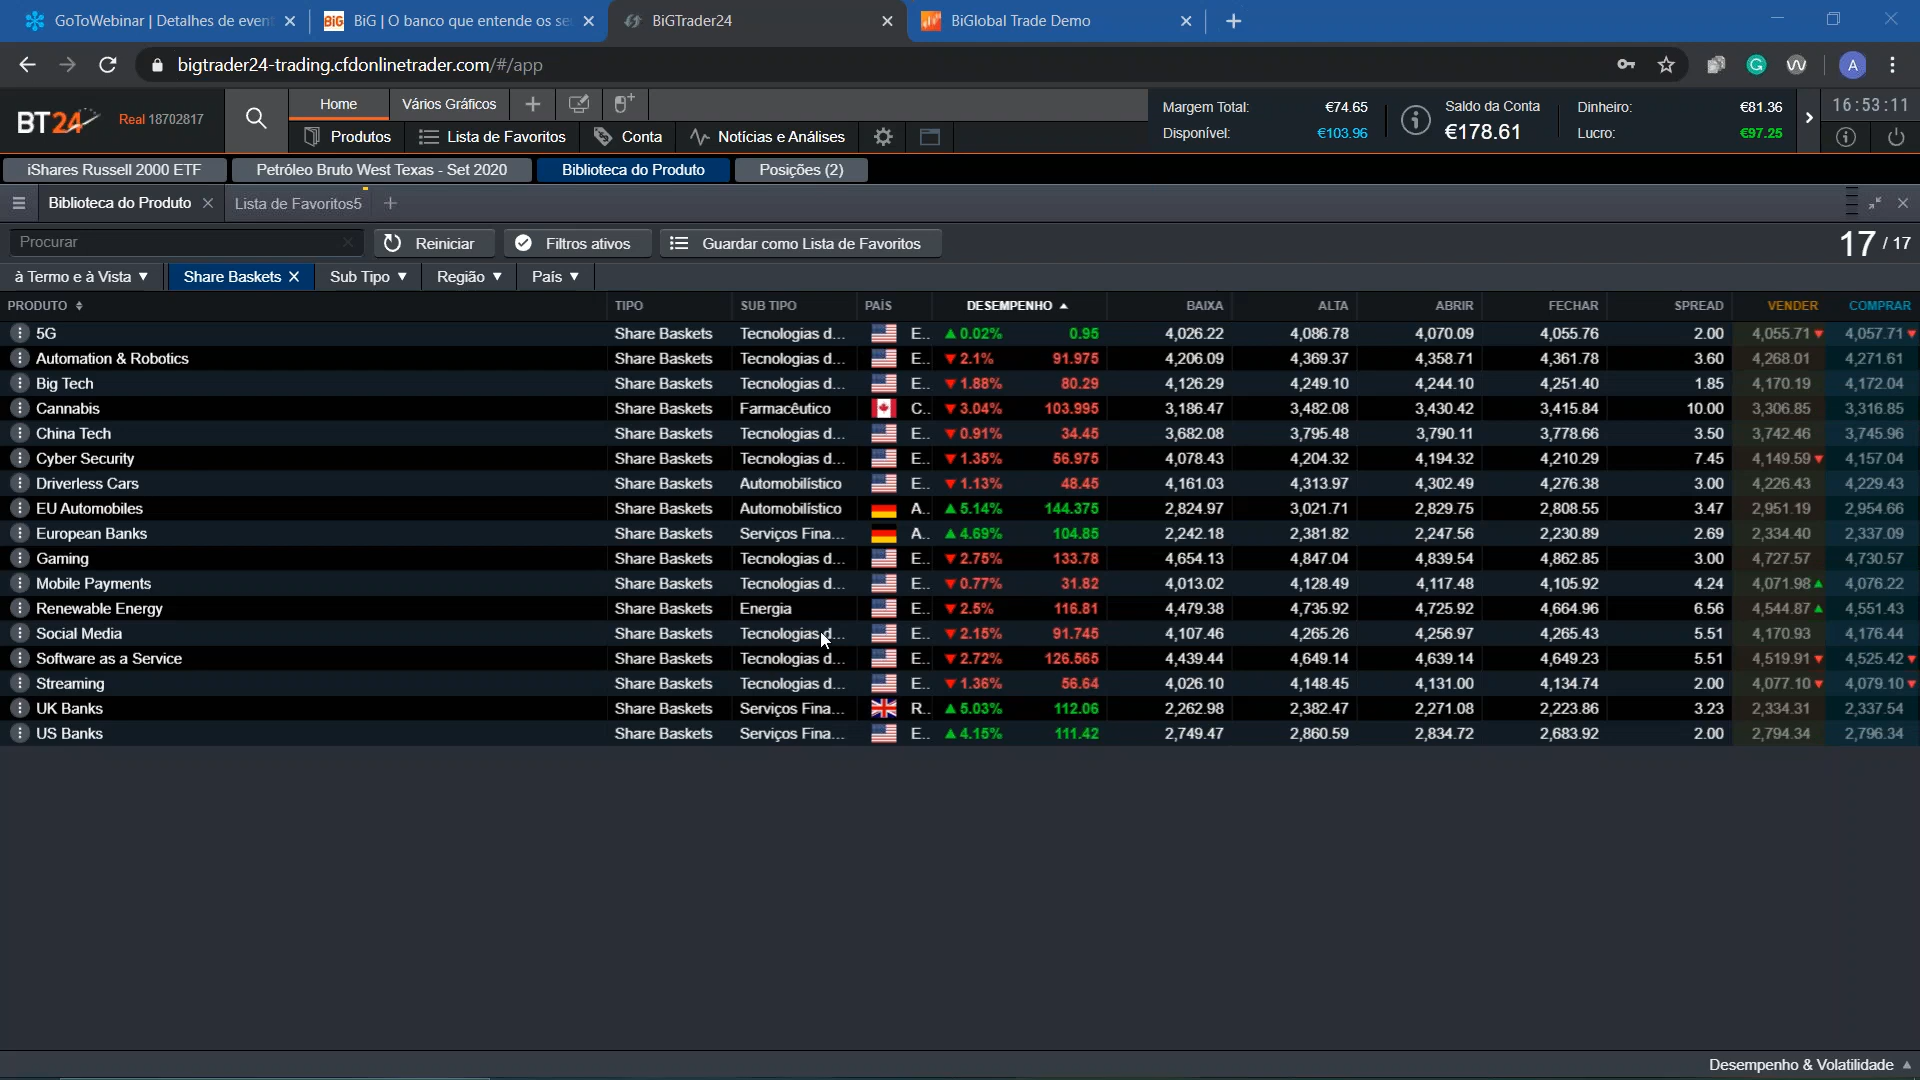 GoToWebinar | Detalhes de event
BiG | O banco que entende os se
BiGTrader24
BiGlobal Trade Demo
bigtrader24-trading.cfdonlinetrader.com/#/app
A
BT24
Real 18702817
Home
Vários Gráficos
Produtos
Lista de Favoritos
Conta
Notícias e Análises
Margem Total: €74.65
Disponível: €103.96
Saldo da Conta
€178.61
Dinheiro: €81.36
Lucro: €97.25
16:53:11
iShares Russell 2000 ETF
Petróleo Bruto West Texas - Set 2020
Biblioteca do Produto
Posições (2)
Biblioteca do Produto
Lista de Favoritos5
Procurar
Reiniciar
Filtros ativos
Guardar como Lista de Favoritos
17 / 17
à Termo e à Vista
Share Baskets
Sub Tipo
Região
País
PRODUTO TIPO SUB TIPO PAÍS DESEMPENHO BAIXA ALTA ABRIR FECHAR SPREAD VENDER COMPRAR
5G Share Baskets Tecnologias d... E.. 0.02% 0.95 4,026.22 4,086.78 4,070.09 4,055.76 2.00 4,055.71 4,057.71
Automation & Robotics Share Baskets Tecnologias d... E.. 2.1% 91.975 4,206.09 4,369.37 4,358.71 4,361.78 3.60 4,268.01 4,271.61
Big Tech Share Baskets Tecnologias d... E.. 1.88% 80.29 4,126.29 4,249.10 4,244.10 4,251.40 1.85 4,170.19 4,172.04
Cannabis Share Baskets Farmacêutico C.. 3.04% 103.995 3,186.47 3,482.08 3,430.42 3,415.84 10.00 3,306.85 3,316.85
China Tech Share Baskets Tecnologias d... E.. 0.91% 34.45 3,682.08 3,795.48 3,790.11 3,778.66 3.50 3,742.46 3,745.96
Cyber Security Share Baskets Tecnologias d... E.. 1.35% 56.975 4,078.43 4,204.32 4,194.32 4,210.29 7.45 4,149.59 4,157.04
Driverless Cars Share Baskets Automobilístico E.. 1.13% 48.45 4,161.03 4,313.97 4,302.49 4,276.38 3.00 4,226.43 4,229.43
EU Automobiles Share Baskets Automobilístico A.. 5.14% 144.375 2,824.97 3,021.71 2,829.75 2,808.55 3.47 2,951.19 2,954.66
European Banks Share Baskets Serviços Fina... A.. 4.69% 104.85 2,242.18 2,381.82 2,247.56 2,230.89 2.69 2,334.40 2,337.09
Gaming Share Baskets Tecnologias d... E.. 2.75% 133.78 4,654.13 4,847.04 4,839.54 4,862.85 3.00 4,727.57 4,730.57
Mobile Payments Share Baskets Tecnologias d... E.. 0.77% 31.82 4,013.02 4,128.49 4,117.48 4,105.92 4.24 4,071.98 4,076.22
Renewable Energy Share Baskets Energia E.. 2.5% 116.81 4,479.38 4,735.92 4,725.92 4,664.96 6.56 4,544.87 4,551.43
Social Media Share Baskets Tecnologias d... E.. 2.15% 91.745 4,107.46 4,265.26 4,256.97 4,265.43 5.51 4,170.93 4,176.44
Software as a Service Share Baskets Tecnologias d... E.. 2.72% 126.565 4,439.44 4,649.14 4,639.14 4,649.23 5.51 4,519.91 4,525.42
Streaming Share Baskets Tecnologias d... E.. 1.36% 56.64 4,026.10 4,148.45 4,131.00 4,134.74 2.00 4,077.10 4,079.10
UK Banks Share Baskets Serviços Fina... R.. 5.03% 112.06 2,262.98 2,382.47 2,271.08 2,223.86 3.23 2,334.31 2,337.54
US Banks Share Baskets Serviços Fina... E.. 4.15% 111.42 2,749.47 2,860.59 2,834.72 2,683.92 2.00 2,794.34 2,796.34
Desempenho & Volatilidade